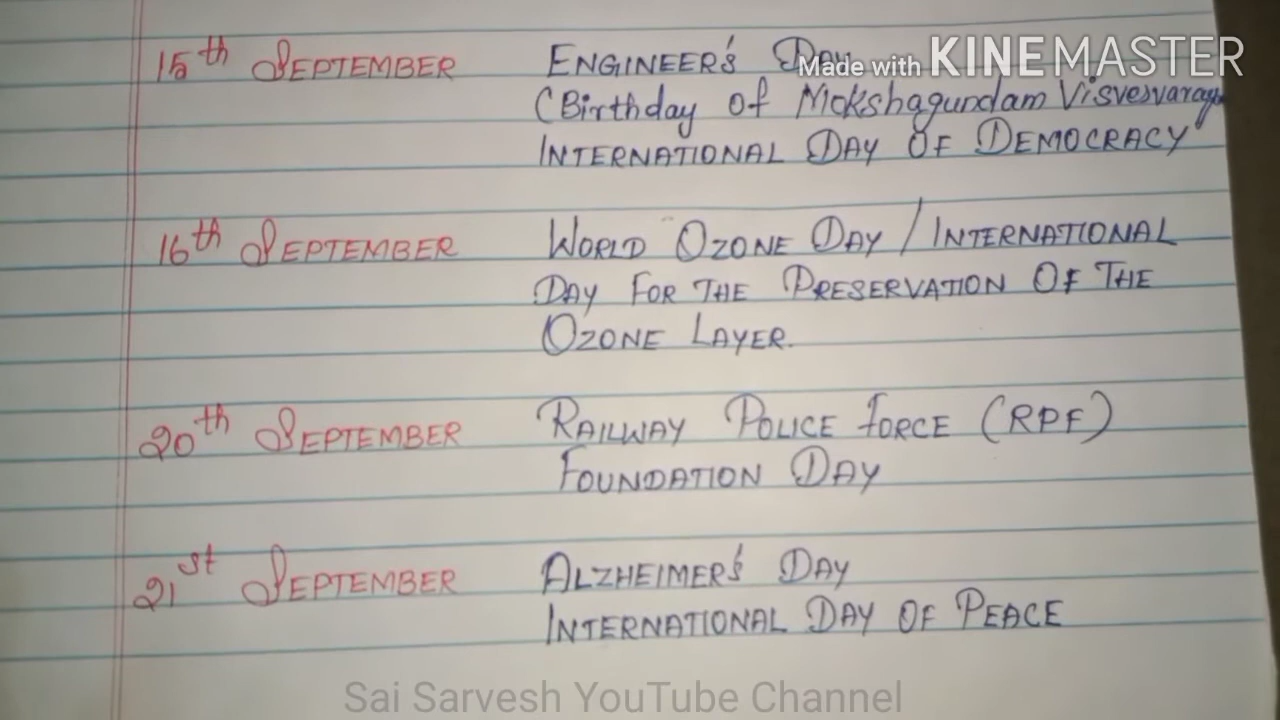 15th SEPTEMBER ENGINEER'S DAY
Made with KINEMASTER
(Birthday of Mokshagundam Visvesvaraya
INTERNATIONAL DAY OF DEMOCRACY
16th SEPTEMBER WORLD OZONE DAY / INTERNATIONAL
DAY FOR THE PRESERVATION OF THE
OZONE LAYER.
20th SEPTEMBER RAILWAY POLICE FORCE (RPF)
FOUNDATION DAY
21st SEPTEMBER ALZHEIMER'S DAY
INTERNATIONAL DAY OF PEACE
Sai Sarvesh YouTube Channel